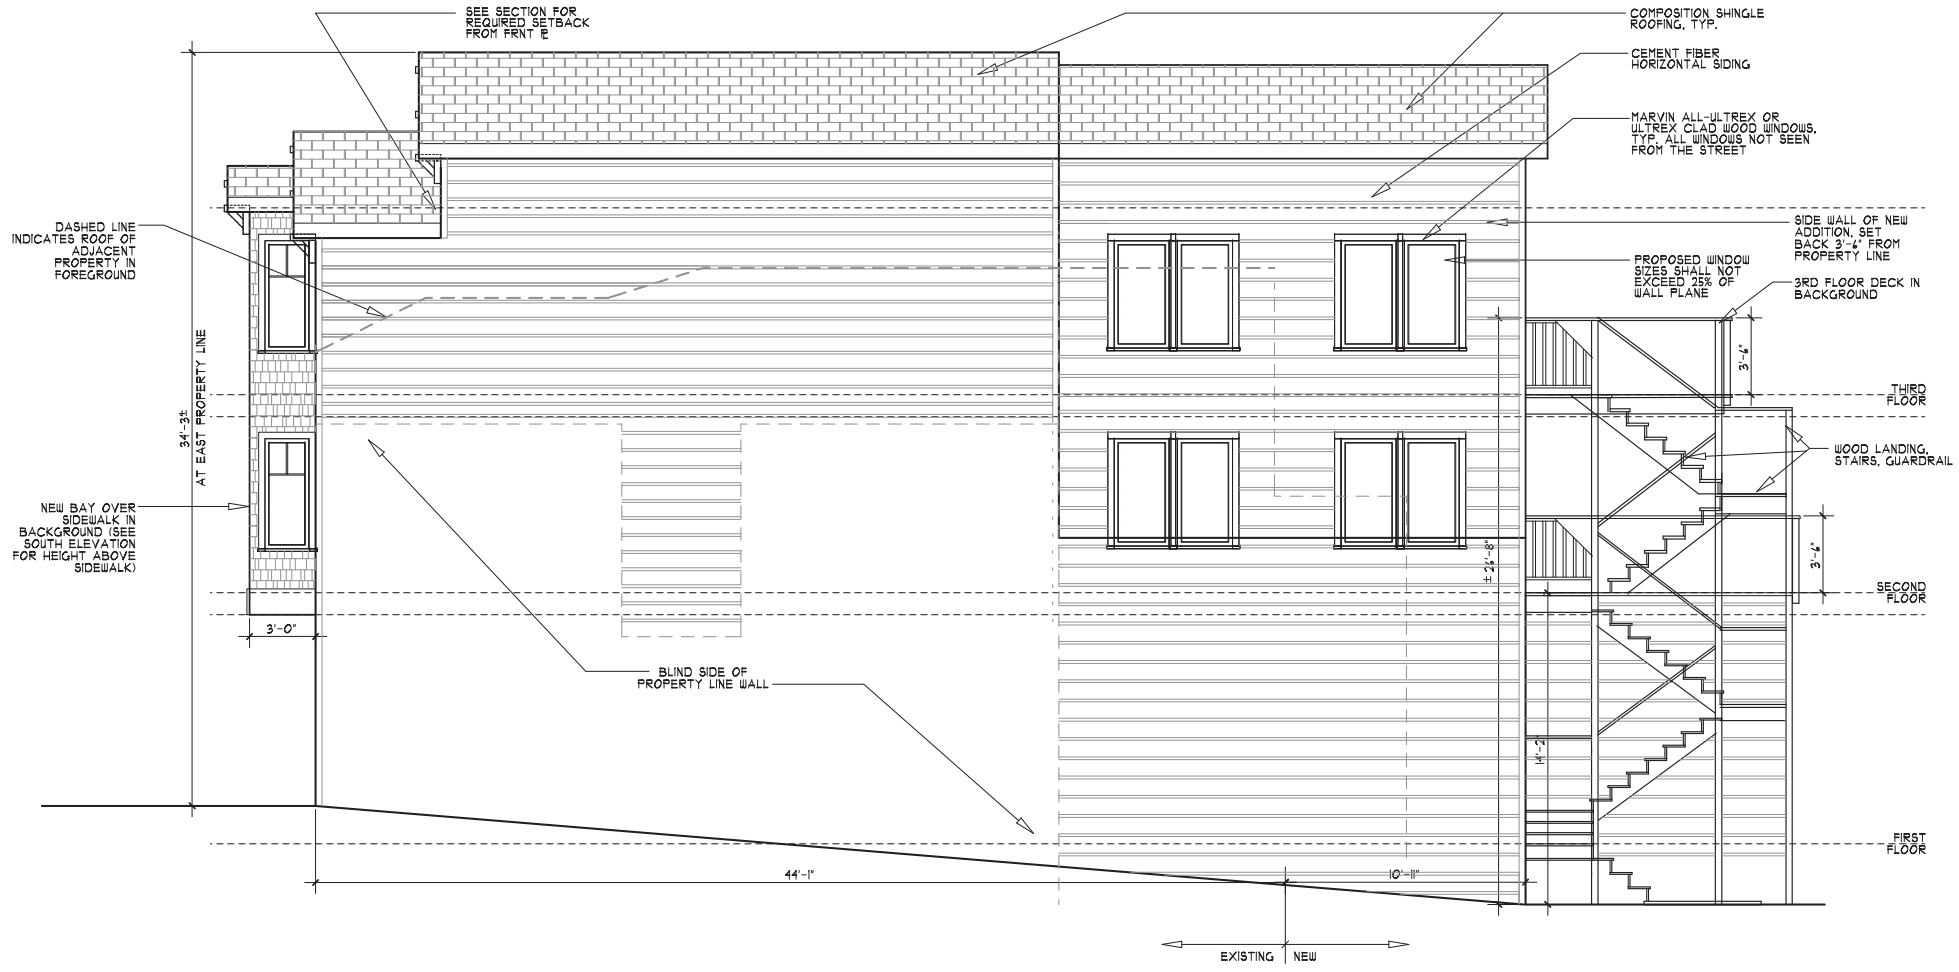 SEE SECTION FOR
REQUIRED SETBACK
FROM FRNT PL
COMPOSITION SHINGLE
ROOFING, TYP.
CEMENT FIBER
HORIZONTAL SIDING
MARVIN ALL-ULTREX OR
ULTREX CLAD WOOD WINDOWS,
TYP. ALL WINDOWS NOT SEEN
FROM THE STREET
DASHED LINE
INDICATES ROOF OF
ADJACENT
PROPERTY IN
FOREGROUND
SIDE WALL OF NEW
ADDITION, SET
BACK 3'-6" FROM
PROPERTY LINE
PROPOSED WINDOW
SIZES SHALL NOT
EXCEED 25% OF
WALL PLANE
3RD FLOOR DECK IN
BACKGROUND
34'-3±
AT EAST PROPERTY LINE
3'-6"
THIRD
FLOOR
WOOD LANDING,
STAIRS, GUARDRAIL
NEW BAY OVER
SIDEWALK IN
BACKGROUND (SEE
SOUTH ELEVATION
FOR HEIGHT ABOVE
SIDEWALK)
± 26'-8"
3'-6"
SECOND
FLOOR
3'-0"
BLIND SIDE OF
PROPERTY LINE WALL
14'-2"
FIRST
FLOOR
44'-1"
10'-11"
EXISTING
NEW